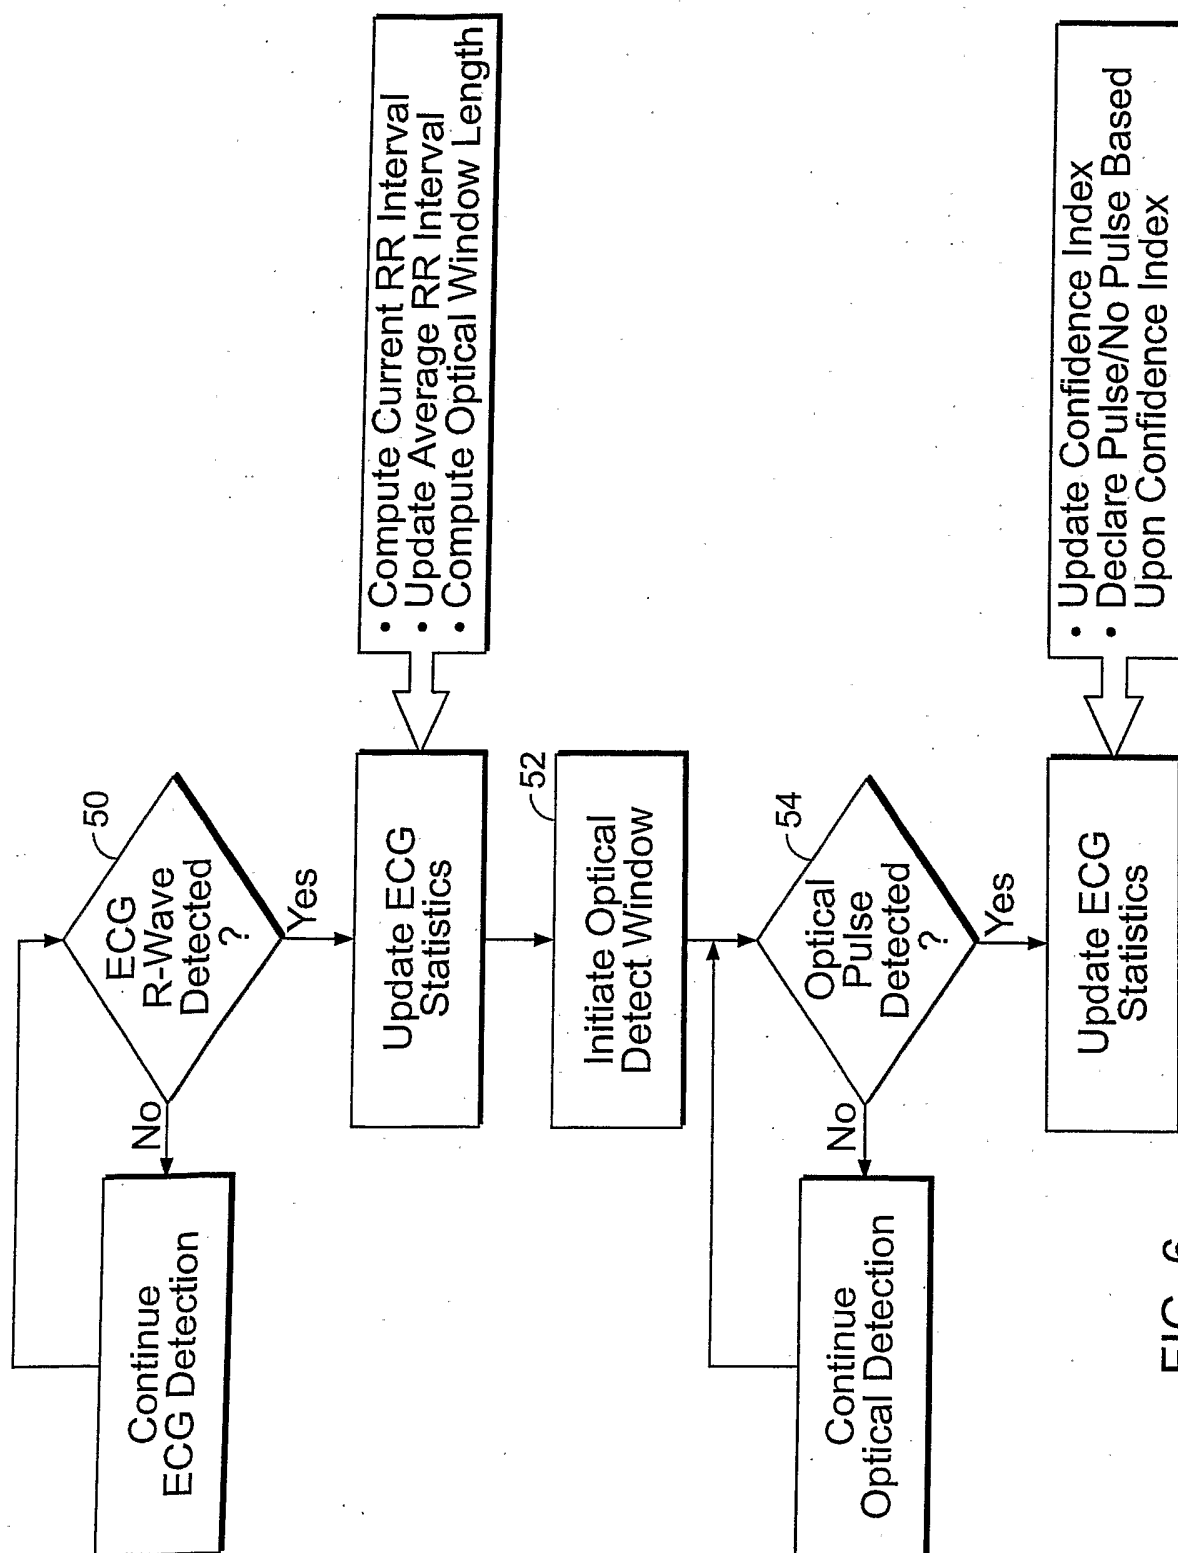 50
ECG
R-Wave
Detected
?
No
Yes
Continue
ECG Detection
Update ECG
Statistics
• Compute Current RR Interval
• Update Average RR Interval
• Compute Optical Window Length
52
Initiate Optical
Detect Window
54
Optical
Pulse
Detected
?
No
Yes
Continue
Optical Detection
Update ECG
Statistics
• Update Confidence Index
• Declare Pulse/No Pulse Based
Upon Confidence Index